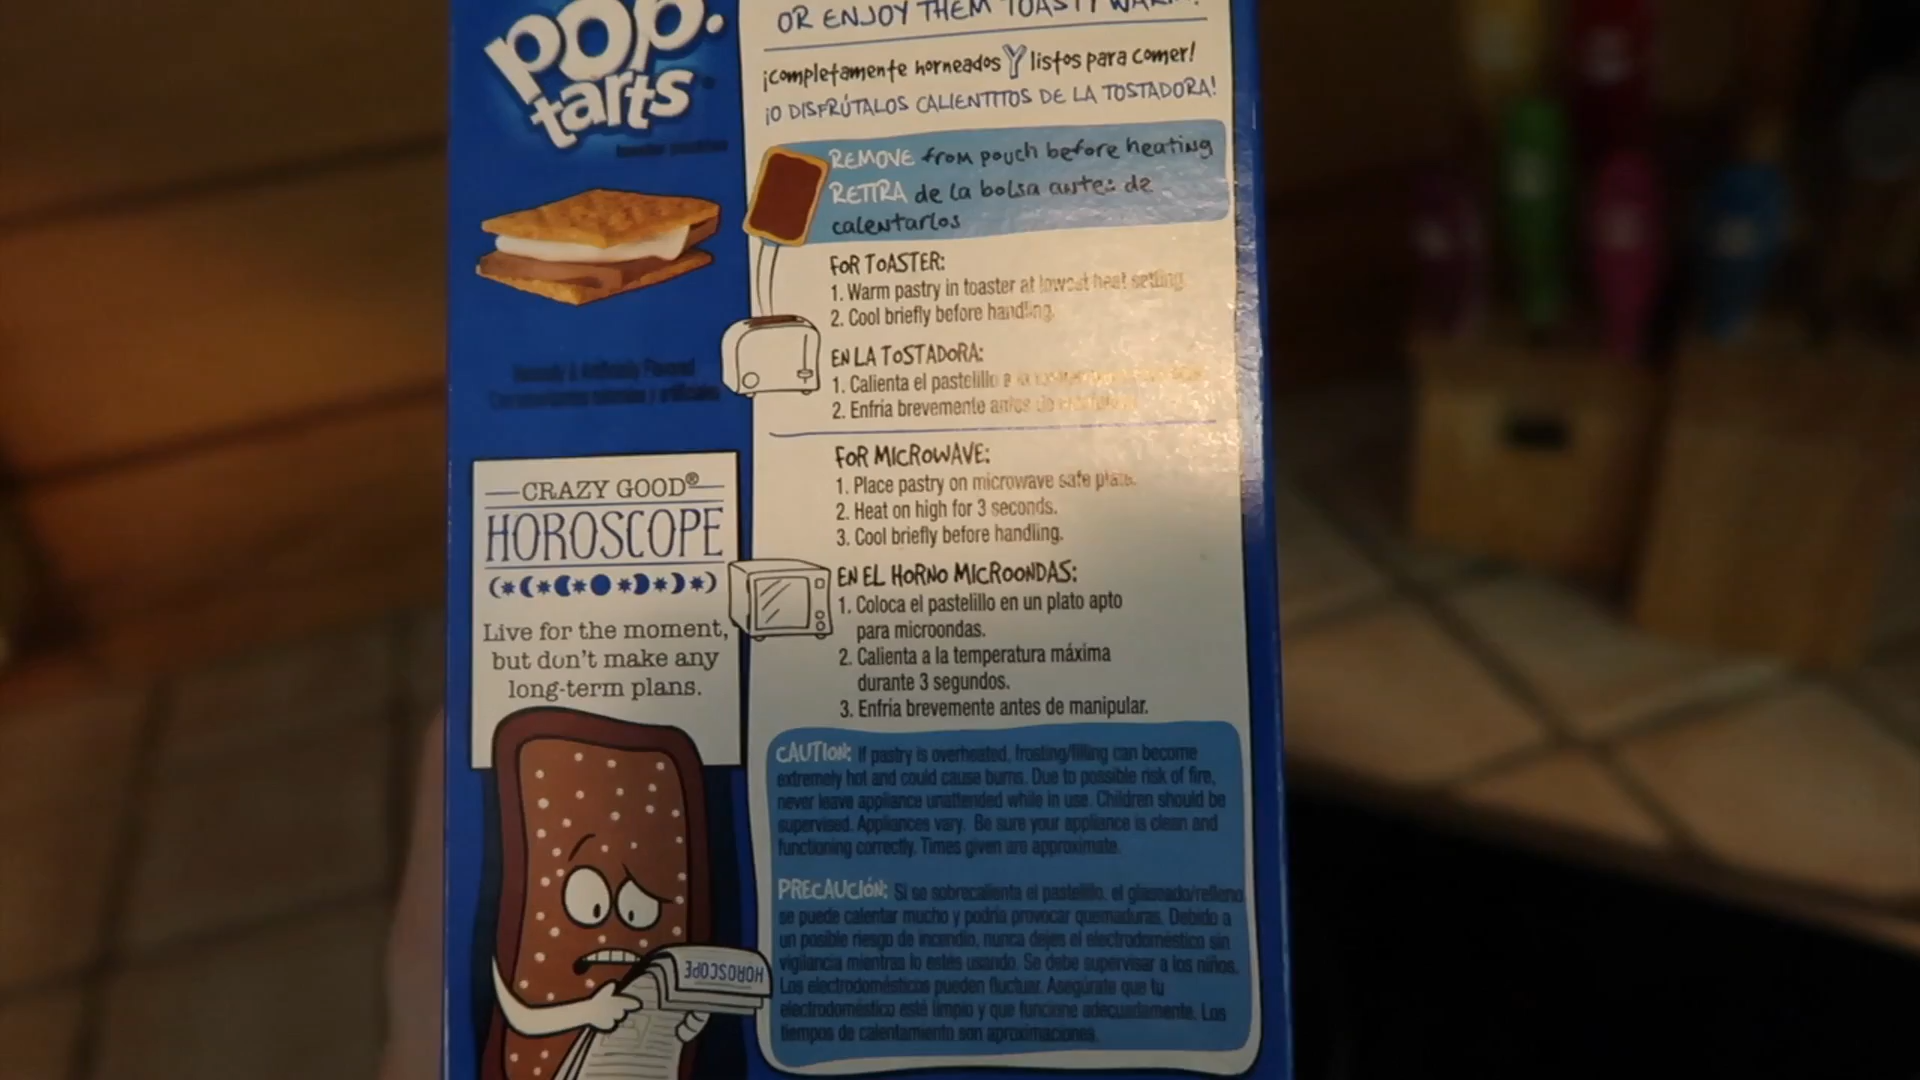 pop.
tarts
toaster pastries
CRAZY GOOD®
HOROSCOPE
Live for the moment,
but don't make any
long-term plans.
HOROSCOPE
OR ENJOY THEM TOASTY WARM!
¡completamente horneados Y listos para comer!
¡O DISFRÚTALOS CALIENTITOS DE LA TOSTADORA!
REMOVE from pouch before heating
RETIRA de la bolsa antes de
calentarlos
FOR TOASTER:
1. Warm pastry in toaster at lowest heat setting.
2. Cool briefly before handling.
EN LA TOSTADORA:
1. Calienta el pastelillo
2. Enfría brevemente antes de
FOR MICROWAVE:
1. Place pastry on microwave safe plate.
2. Heat on high for 3 seconds.
3. Cool briefly before handling.
EN EL HORNO MICROONDAS:
1. Coloca el pastelillo en un plato apto
para microondas.
2. Calienta a la temperatura máxima
durante 3 segundos.
3. Enfría brevemente antes de manipular.
CAUTION: If pastry is overheated, frosting/filling can become
extremely hot and could cause burns. Due to possible risk of fire,
never leave appliance unattended while in use. Children should be
supervised. Appliances vary. Be sure your appliance is clean and
functioning correctly. Times given are approximate.
PRECAUCIÓN: Si se sobrecalienta el pastelillo, el glaseado/relleno
se puede calentar mucho y podría provocar quemaduras. Debido a
un posible riesgo de incendio, nunca dejes el electrodoméstico sin
vigilancia mientras lo estés usando. Se debe supervisar a los niños.
Los electrodomésticos pueden fluctuar. Asegúrate que tu
electrodoméstico esté limpio y que funcione adecuadamente. Los
tiempos de calentamiento son aproximaciones.